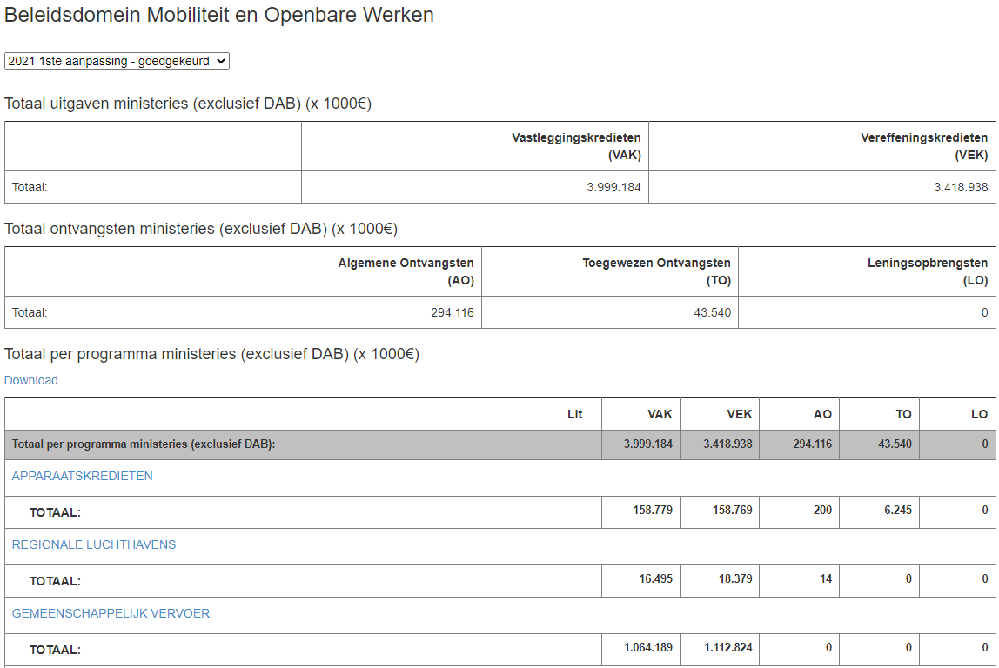 Beleidsdomein Mobiliteit en Openbare Werken
2021 1ste aanpassing - goedgekeurd
Totaal uitgaven ministeries (exclusief DAB) (x 1000€)
Vastleggingskredieten Vereffeningskredieten
(VAK) (VEK)
Totaal: 3.999.184 3.418.938
Totaal ontvangsten ministeries (exclusief DAB) (x 1000€)
Algemene Ontvangsten Toegewezen Ontvangsten Leningsopbrengsten
(AO) (TO) (LO)
Totaal: 294.116 43.540 0
Totaal per programma ministeries (exclusief DAB) (x 1000€)
Download
Lit VAK VEK AO TO LO
Totaal per programma ministeries (exclusief DAB): 3.999.184 3.418.938 294.116 43.540 0
APPARAATSKREDIETEN
TOTAAL: 158.779 158.769 200 6.245 0
REGIONALE LUCHTHAVENS
TOTAAL: 16.495 18.379 14 0 0
GEMEENSCHAPPELIJK VERVOER
TOTAAL: 1.064.189 1.112.824 0 0 0